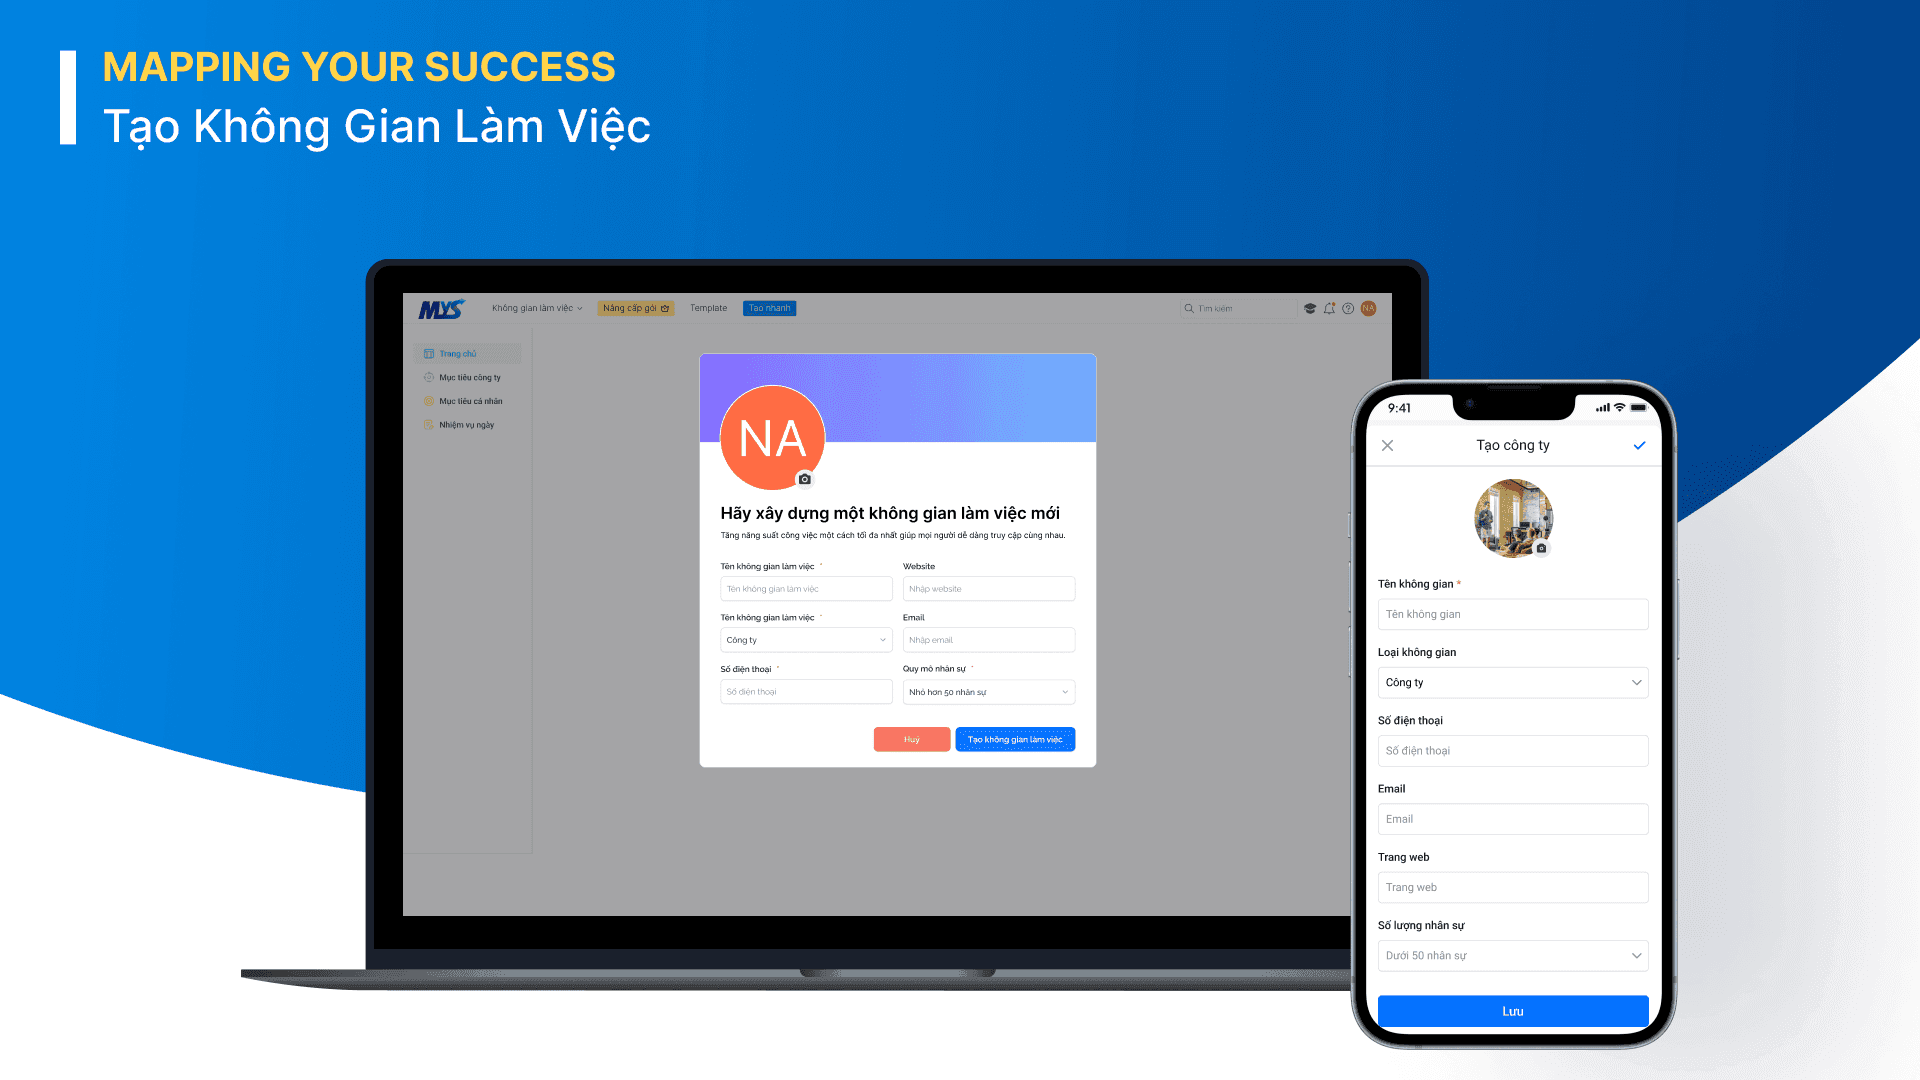 MAPPING YOUR SUCCESS
Tạo Không Gian Làm Việc
MYS
Không gian làm việc
Nâng cấp gói
Template
Tạo nhanh
Tìm kiếm
NA
Trang chủ
Mục tiêu công ty
Mục tiêu cá nhân
Nhiệm vụ ngày
NA
Hãy xây dựng một không gian làm việc mới
Tăng năng suất công việc một cách tối đa nhất giúp mọi người dễ dàng truy cập cùng nhau.
Tên không gian làm việc *
Website
Tên không gian làm việc
Nhập website
Tên không gian làm việc *
Email
Công ty
Nhập email
Số điện thoại *
Quy mô nhân sự *
Số điện thoại
Nhỏ hơn 50 nhân sự
Huỷ
Tạo không gian làm việc
9:41
Tạo công ty
Tên không gian *
Tên không gian
Loại không gian
Công ty
Số điện thoại
Số điện thoại
Email
Email
Trang web
Trang web
Số lượng nhân sự
Dưới 50 nhân sự
Lưu